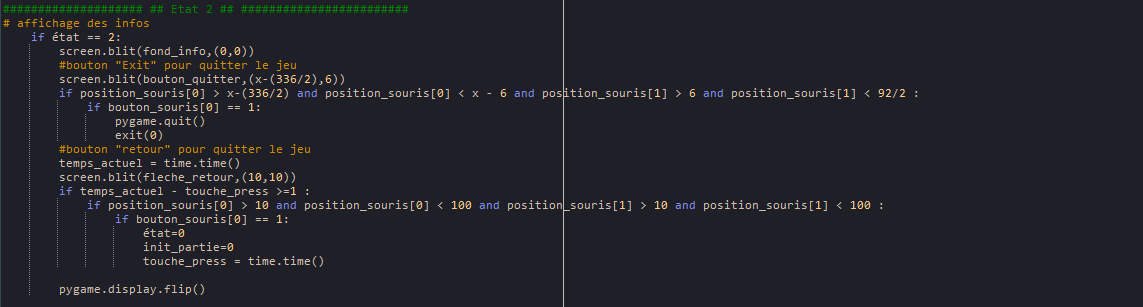 #################### ## Etat 2 ## ########################
# affichage des infos
if état == 2:
screen.blit(fond_info,(0,0))
#bouton "Exit" pour quitter le jeu
screen.blit(bouton_quitter,(x-(336/2),6))
if position_souris[0] > x-(336/2) and position_souris[0] < x - 6 and position_souris[1] > 6 and position_souris[1] < 92/2 :
if bouton_souris[0] == 1:
pygame.quit()
exit(0)
#bouton "retour" pour quitter le jeu
temps_actuel = time.time()
screen.blit(fleche_retour,(10,10))
if temps_actuel - touche_press >=1 :
if position_souris[0] > 10 and position_souris[0] < 100 and position_souris[1] > 10 and position_souris[1] < 100 :
if bouton_souris[0] == 1:
état=0
init_partie=0
touche_press = time.time()
pygame.display.flip()